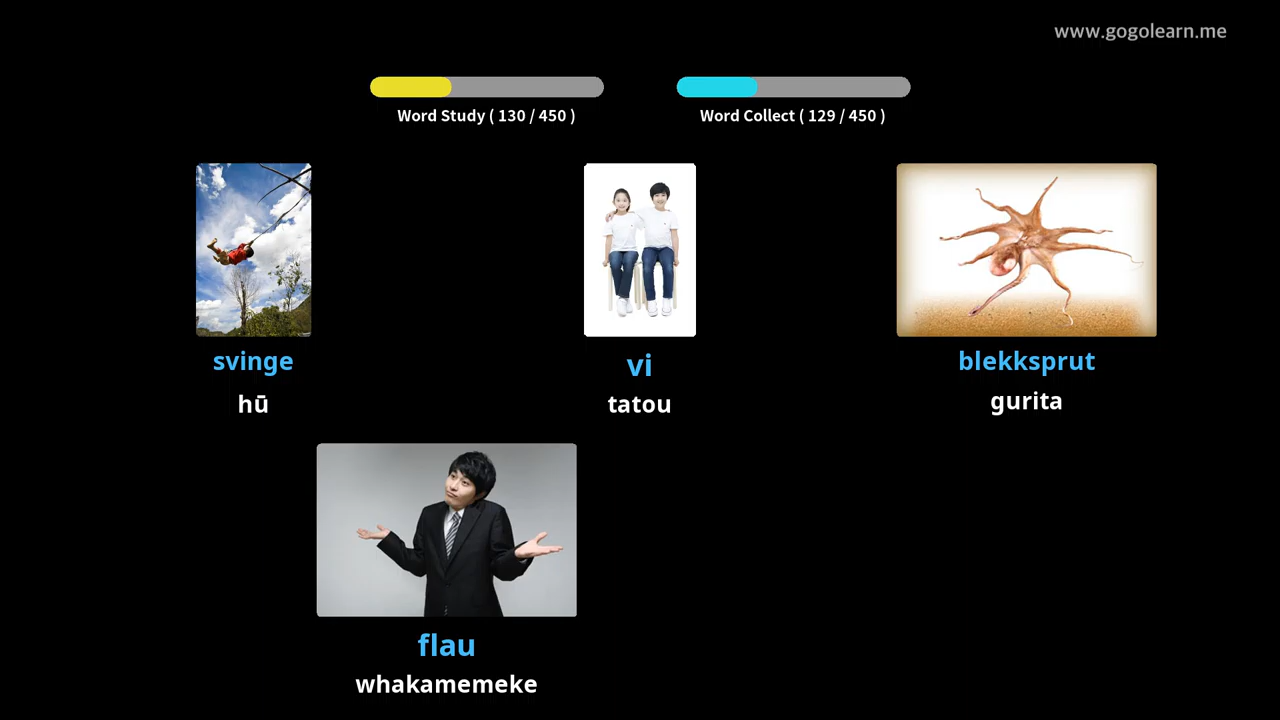 www.gogolearn.me
Word Study ( 130 / 450 )
Word Collect ( 129 / 450 )
svinge
hū
vi
tatou
blekksprut
gurita
flau
whakamemeke